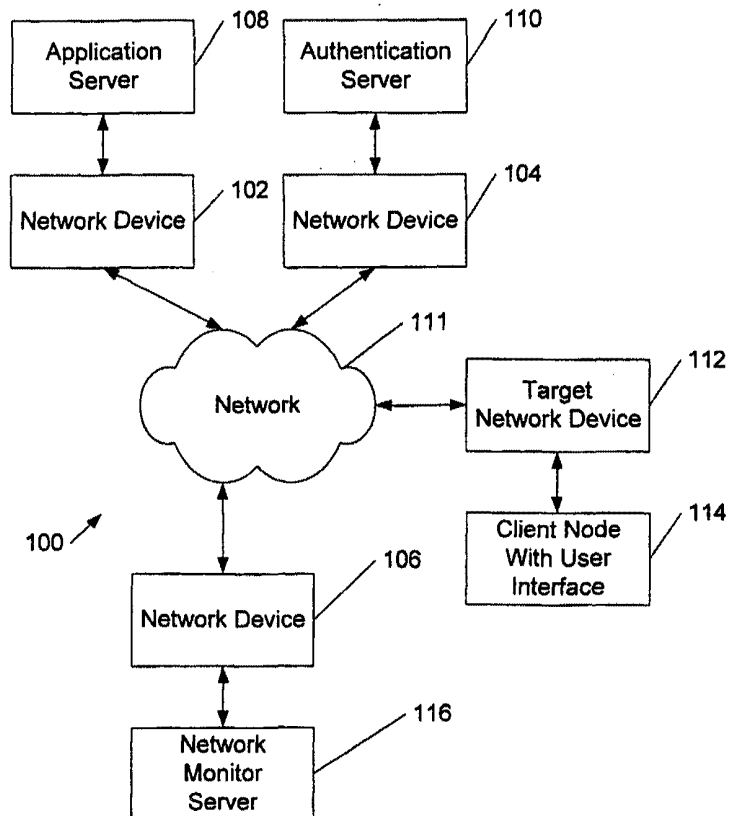 108
110
Application
Server
Authentication
Server
102
104
Network Device
Network Device
111
112
Network
Target
Network Device
100
114
Client Node
With User
Interface
106
Network Device
116
Network
Monitor
Server